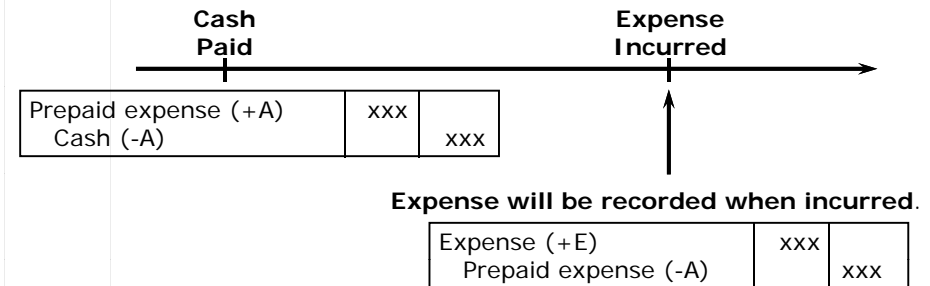 Cash Paid
Expense Incurred
Prepaid expense (+A) xxx
Cash (-A) xxx
Expense will be recorded when incurred.
Expense (+E) xxx
Prepaid expense (-A) xxx